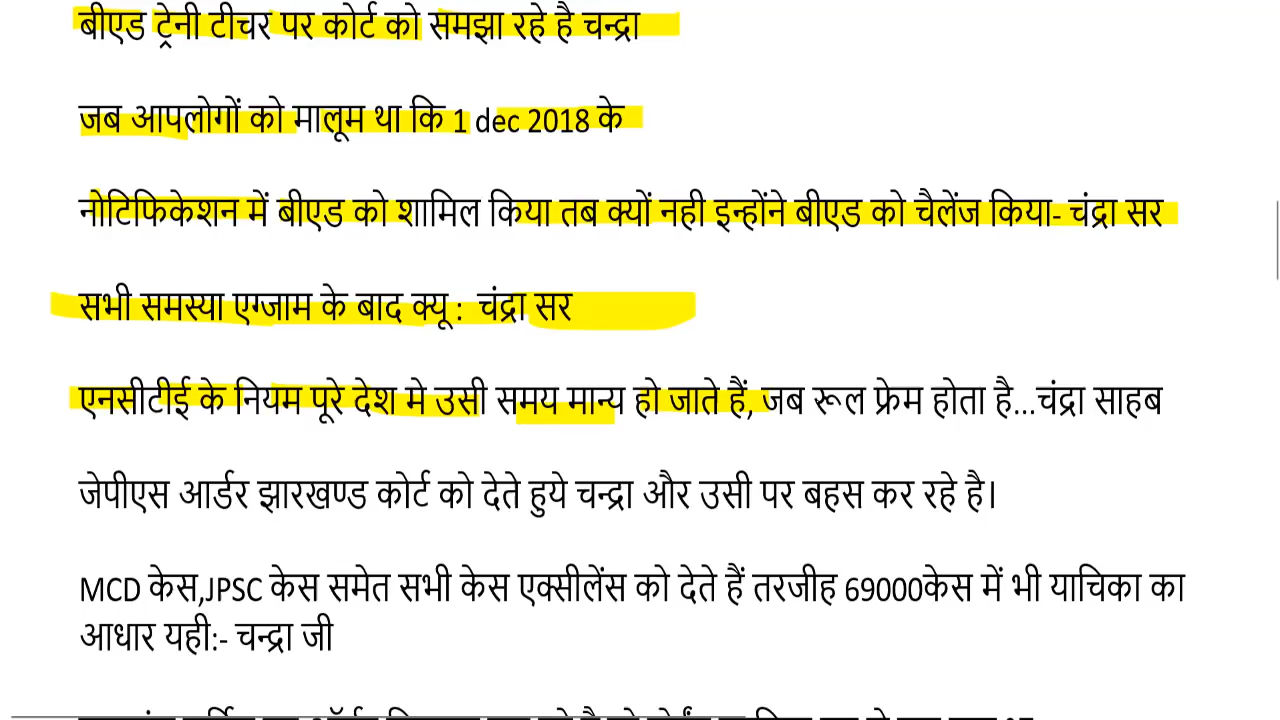 बीएड ट्रेनी टीचर पर कोर्ट को समझा रहे है चन्द्रा
जब आपलोगों को मालूम था कि 1 dec 2018 के
नोटिफिकेशन में बीएड को शामिल किया तब क्यों नही इन्होंने बीएड को चैलेंज किया- चंद्रा सर
सभी समस्या एग्जाम के बाद क्यू :  चंद्रा सर
एनसीटीई के नियम पूरे देश मे उसी समय मान्य हो जाते हैं, जब रूल फ्रेम होता है...चंद्रा साहब
जेपीएस आर्डर झारखण्ड कोर्ट को देते हुये चन्द्रा और उसी पर बहस कर रहे है।
MCD केस,JPSC केस समेत सभी केस एक्सीलेंस को देते हैं तरजीह 69000केस में भी याचिका का
आधार यही:- चन्द्रा जी